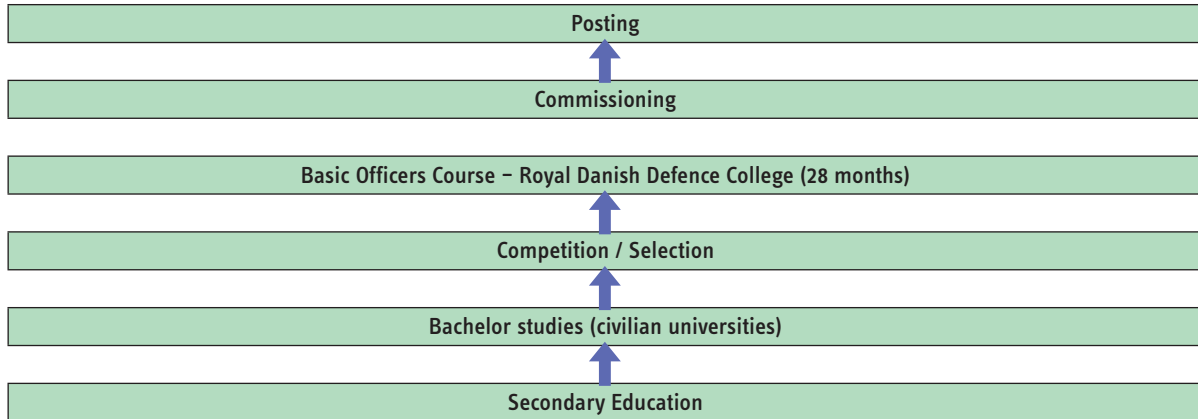 Posting
Commissioning
Basic Officers Course – Royal Danish Defence College (28 months)
Competition / Selection
Bachelor studies (civilian universities)
Secondary Education